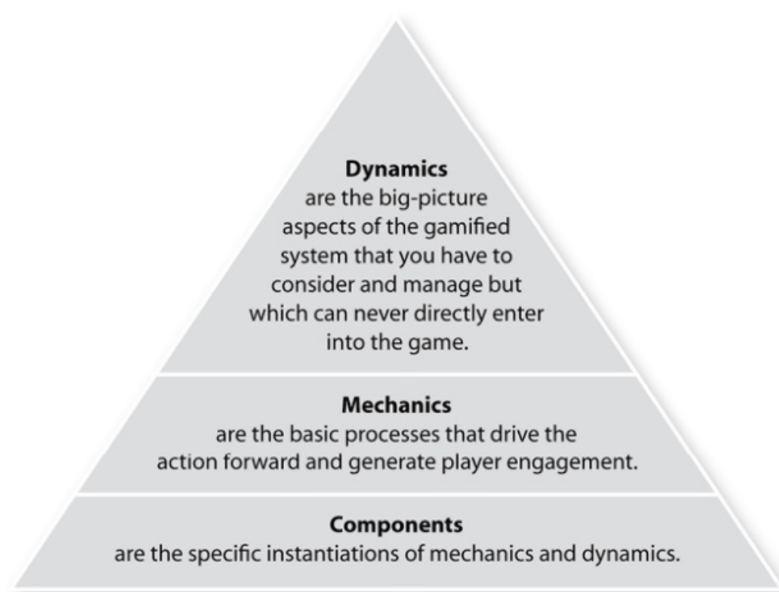 Dynamics
are the big-picture
aspects of the gamified
system that you have to
consider and manage but
which can never directly enter
into the game.
Mechanics
are the basic processes that drive the
action forward and generate player engagement.
Components
are the specific instantiations of mechanics and dynamics.